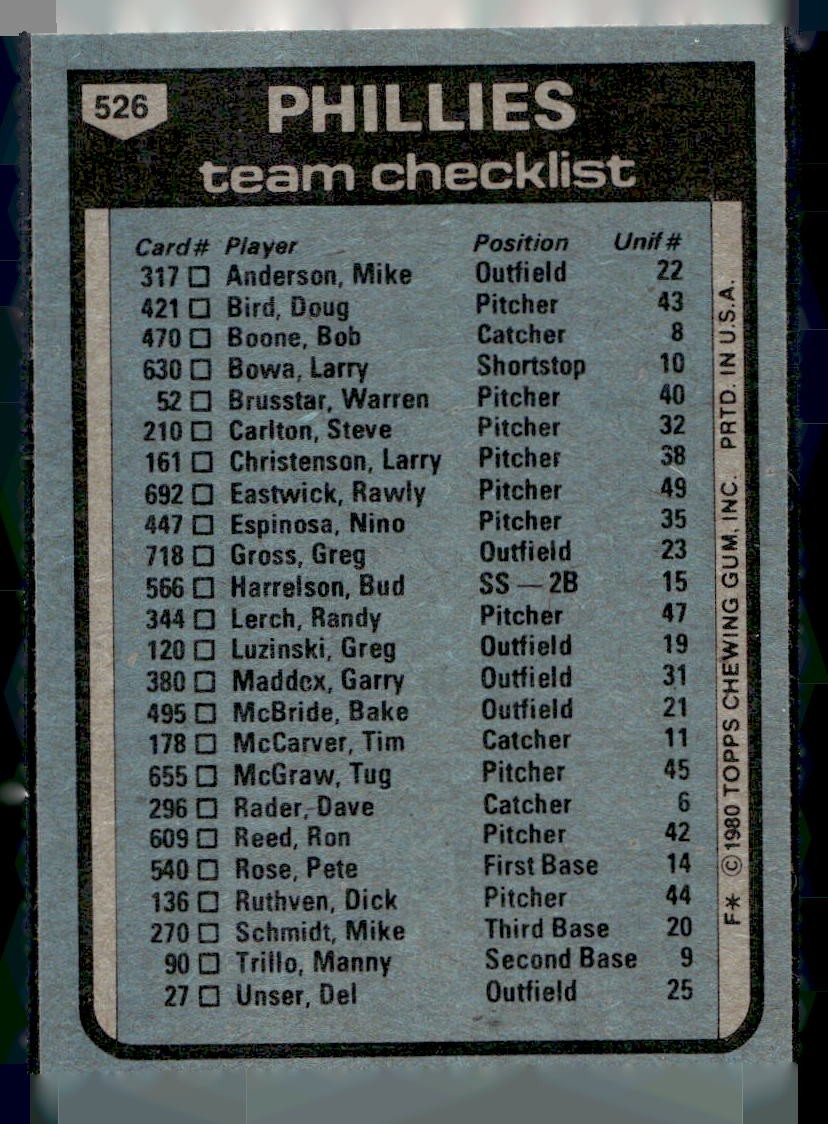 526
PHILLIES
team checklist
Card# Player Position Unif#
317 □ Anderson, Mike Outfield 22
421 □ Bird, Doug Pitcher 43
470 □ Boone, Bob Catcher 8
630 □ Bowa, Larry Shortstop 10
52 □ Brusstar, Warren Pitcher 40
210 □ Carlton, Steve Pitcher 32
161 □ Christenson, Larry Pitcher 38
692 □ Eastwick, Rawly Pitcher 49
447 □ Espinosa, Nino Pitcher 35
718 □ Gross, Greg Outfield 23
566 □ Harrelson, Bud SS — 2B 15
344 □ Lerch, Randy Pitcher 47
120 □ Luzinski, Greg Outfield 19
380 □ Maddox, Garry Outfield 31
495 □ McBride, Bake Outfield 21
178 □ McCarver, Tim Catcher 11
655 □ McGraw, Tug Pitcher 45
296 □ Rader, Dave Catcher 6
609 □ Reed, Ron Pitcher 42
540 □ Rose, Pete First Base 14
136 □ Ruthven, Dick Pitcher 44
270 □ Schmidt, Mike Third Base 20
90 □ Trillo, Manny Second Base 9
27 □ Unser, Del Outfield 25
F* © 1980 TOPPS CHEWING GUM, INC. PRTD. IN U.S.A.